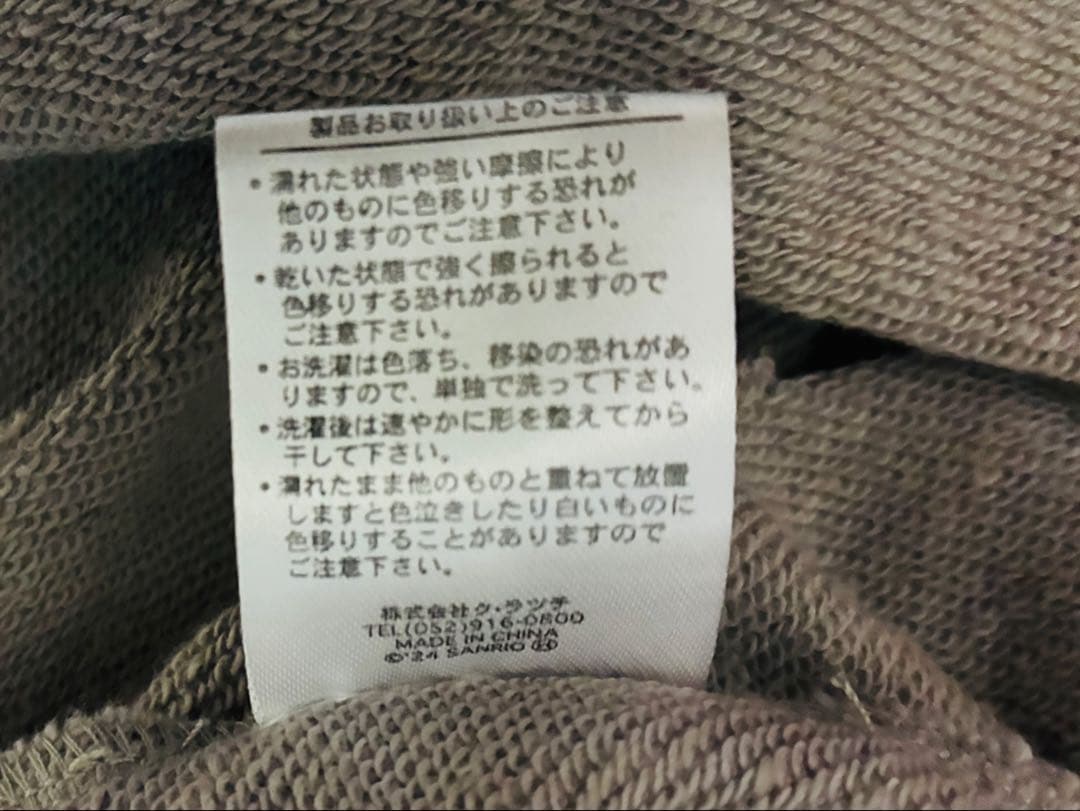 製品お取り扱い上のご注意
・濡れた状態や強い摩擦により
他のものに色移りする恐れが
ありますのでご注意下さい。
・乾いた状態で強く擦られると
色移りする恐れがありますので
ご注意下さい。
・お洗濯は色落ち、移染の恐れがあ
りますので、単独で洗って下さい。
・洗濯後は速やかに形を整えてから
干して下さい。
・濡れたまま他のものと重ねて放置
しますと色泣きしたり白いものに
色移りすることがありますので
ご注意下さい。
株式会社ク・ラッチ
TEL(052)916-0800
MADE IN CHINA
©'24 SANRIO Ⓗ